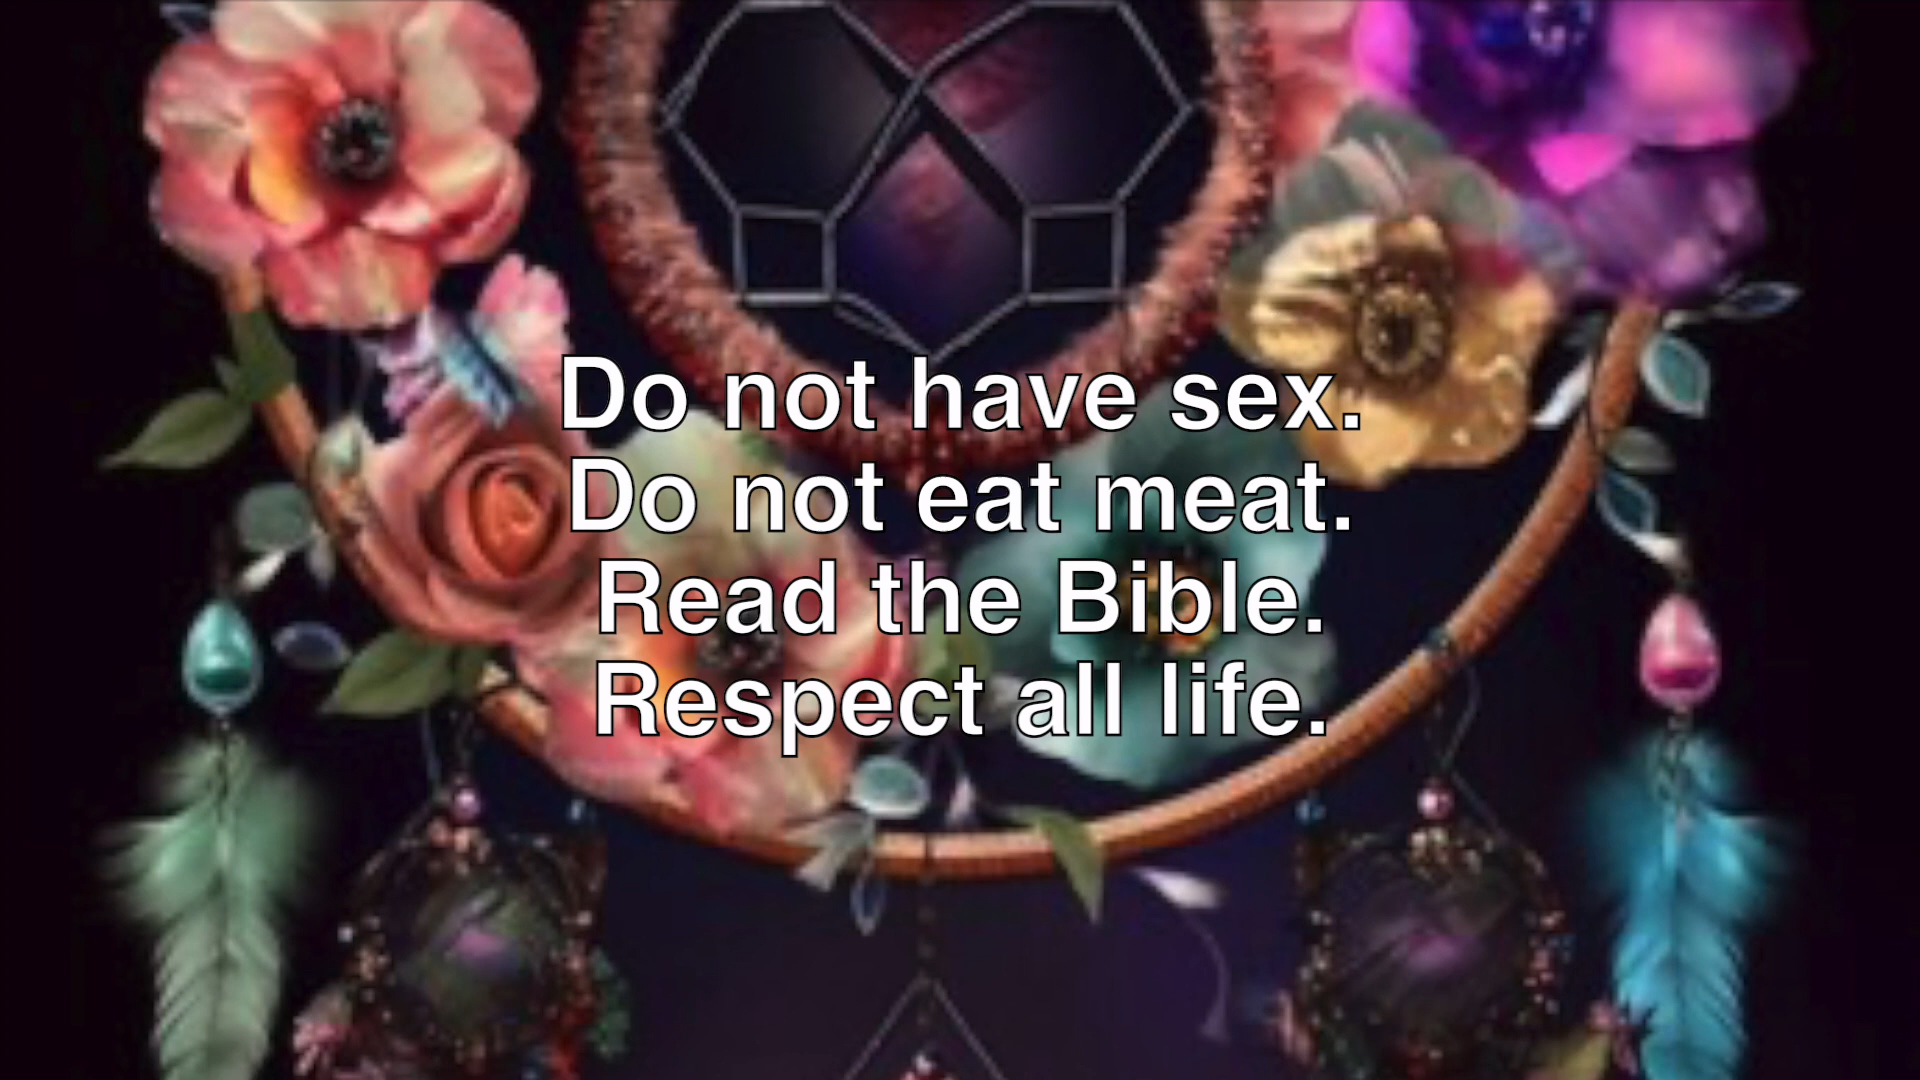 Do not have sex.
Do not eat meat.
Read the Bible.
Respect all life.